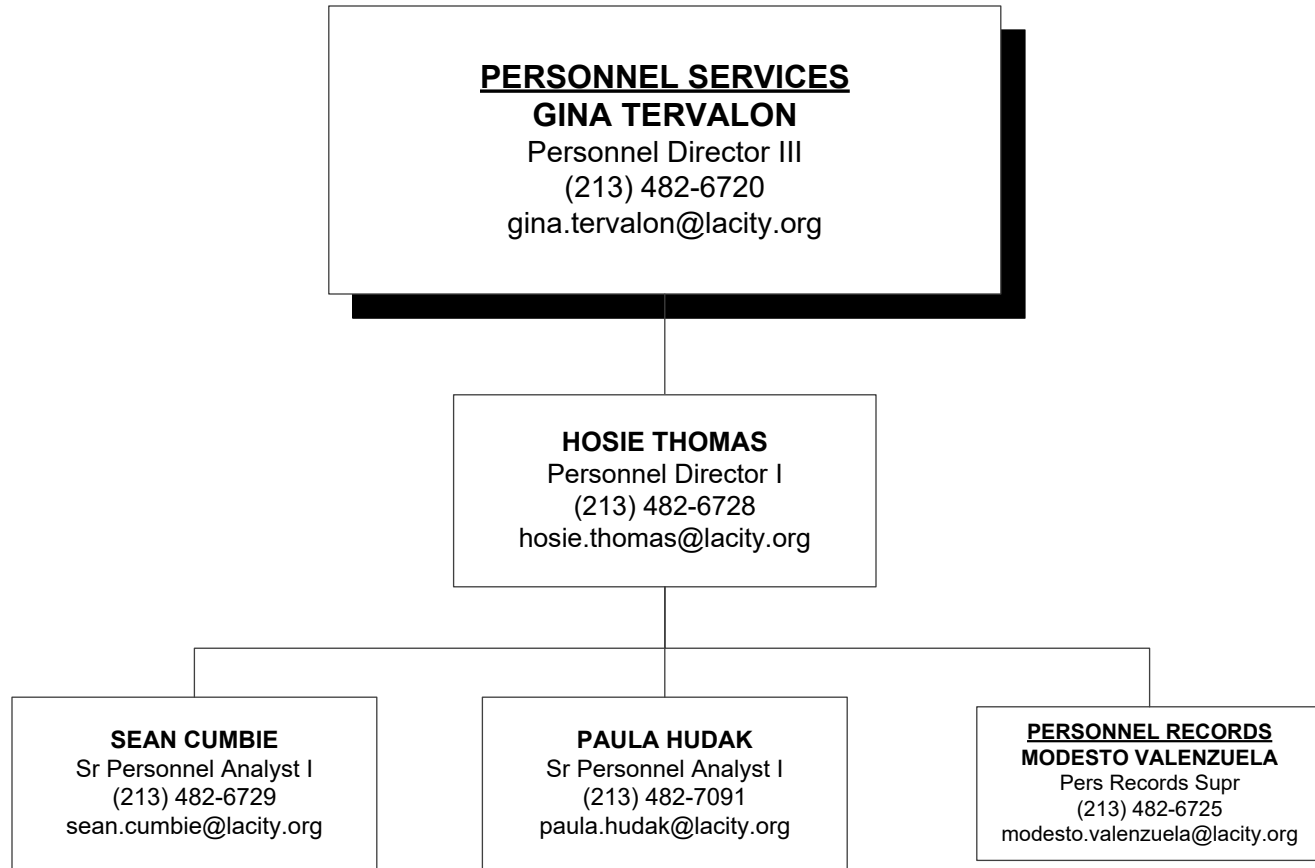 PERSONNEL SERVICES
GINA TERVALON
Personnel Director III
(213) 482-6720
gina.tervalon@lacity.org
HOSIE THOMAS
Personnel Director I
(213) 482-6728
hosie.thomas@lacity.org
SEAN CUMBIE
Sr Personnel Analyst I
(213) 482-6729
sean.cumbie@lacity.org
PAULA HUDAK
Sr Personnel Analyst I
(213) 482-7091
paula.hudak@lacity.org
PERSONNEL RECORDS
MODESTO VALENZUELA
Pers Records Supr
(213) 482-6725
modesto.valenzuela@lacity.org